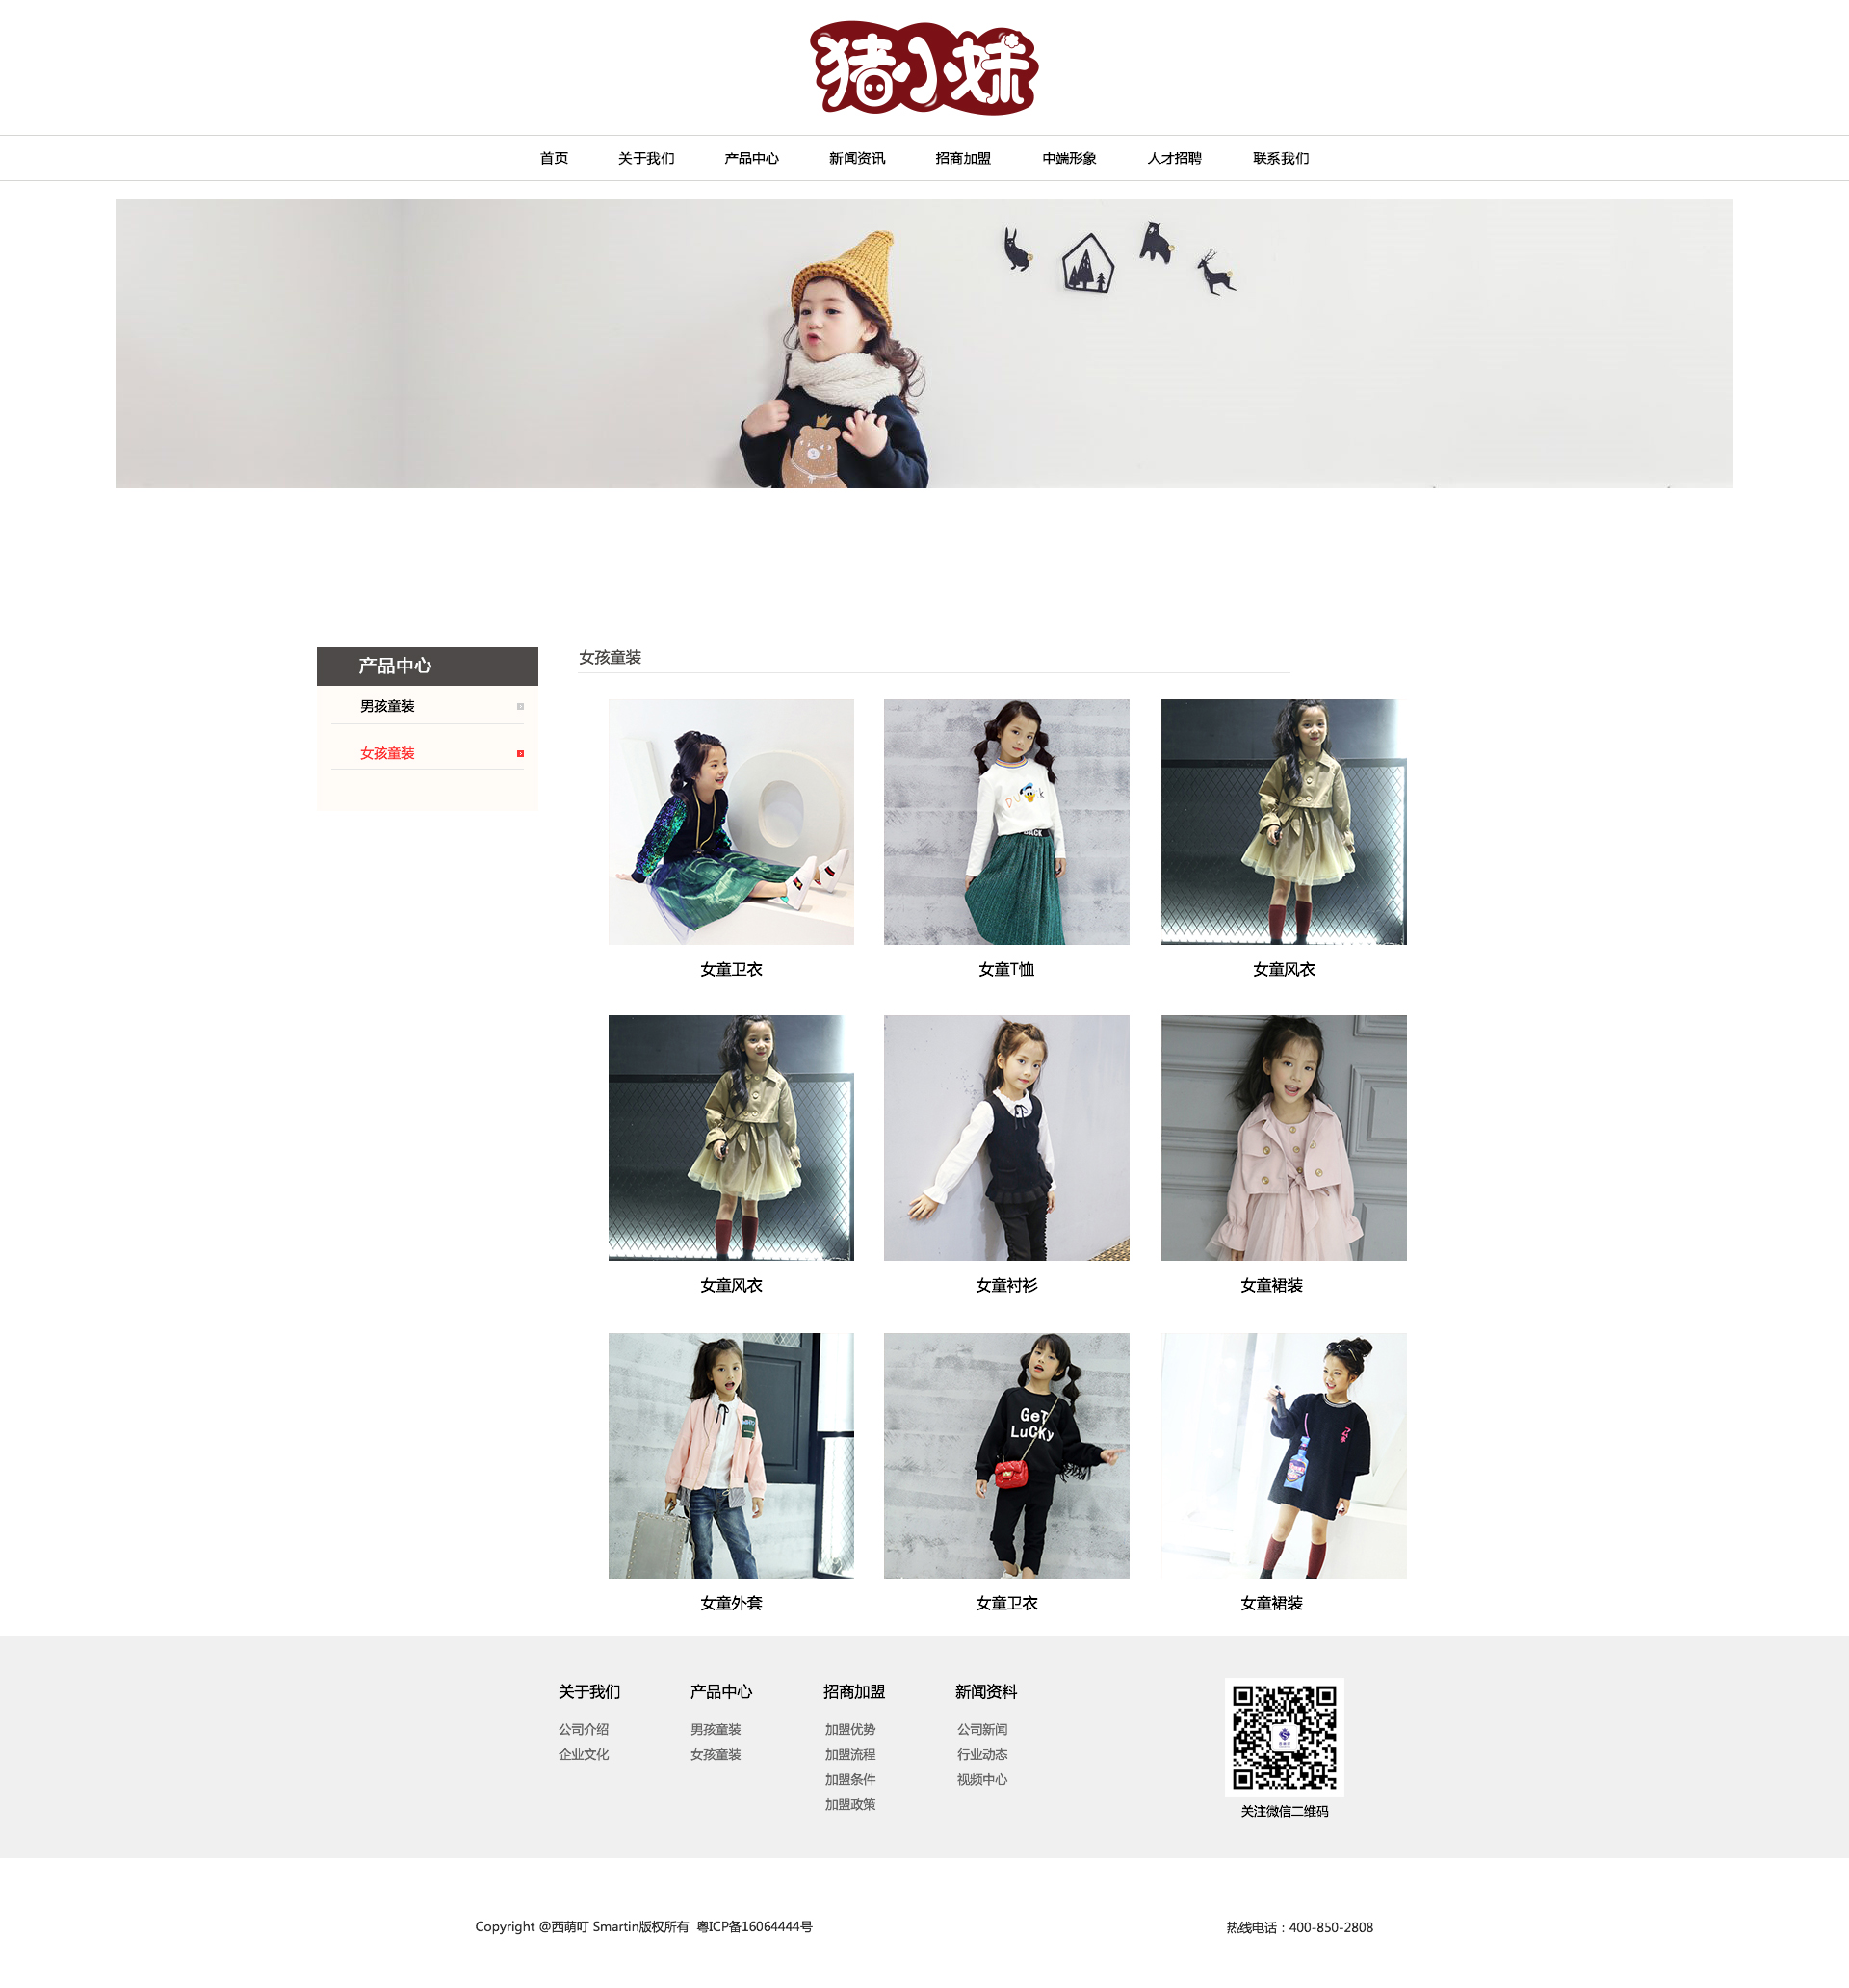 猪小妹
首页 关于我们 产品中心 新闻资讯 招商加盟 中端形象 人才招聘 联系我们
产品中心
男孩童装
女孩童装
女孩童装
DUCK
BACK
女童卫衣 女童T恤 女童风衣
女童风衣 女童衬衫 女童裙装
GeT
LuCKy
女童外套 女童卫衣 女童裙装
关于我们 产品中心 招商加盟 新闻资料
公司介绍 男孩童装 加盟优势 公司新闻
企业文化 女孩童装 加盟流程 行业动态
加盟条件 视频中心
加盟政策
关注微信二维码
Copyright @西萌叮 Smartin版权所有 粤ICP备16064444号
热线电话：400-850-2808